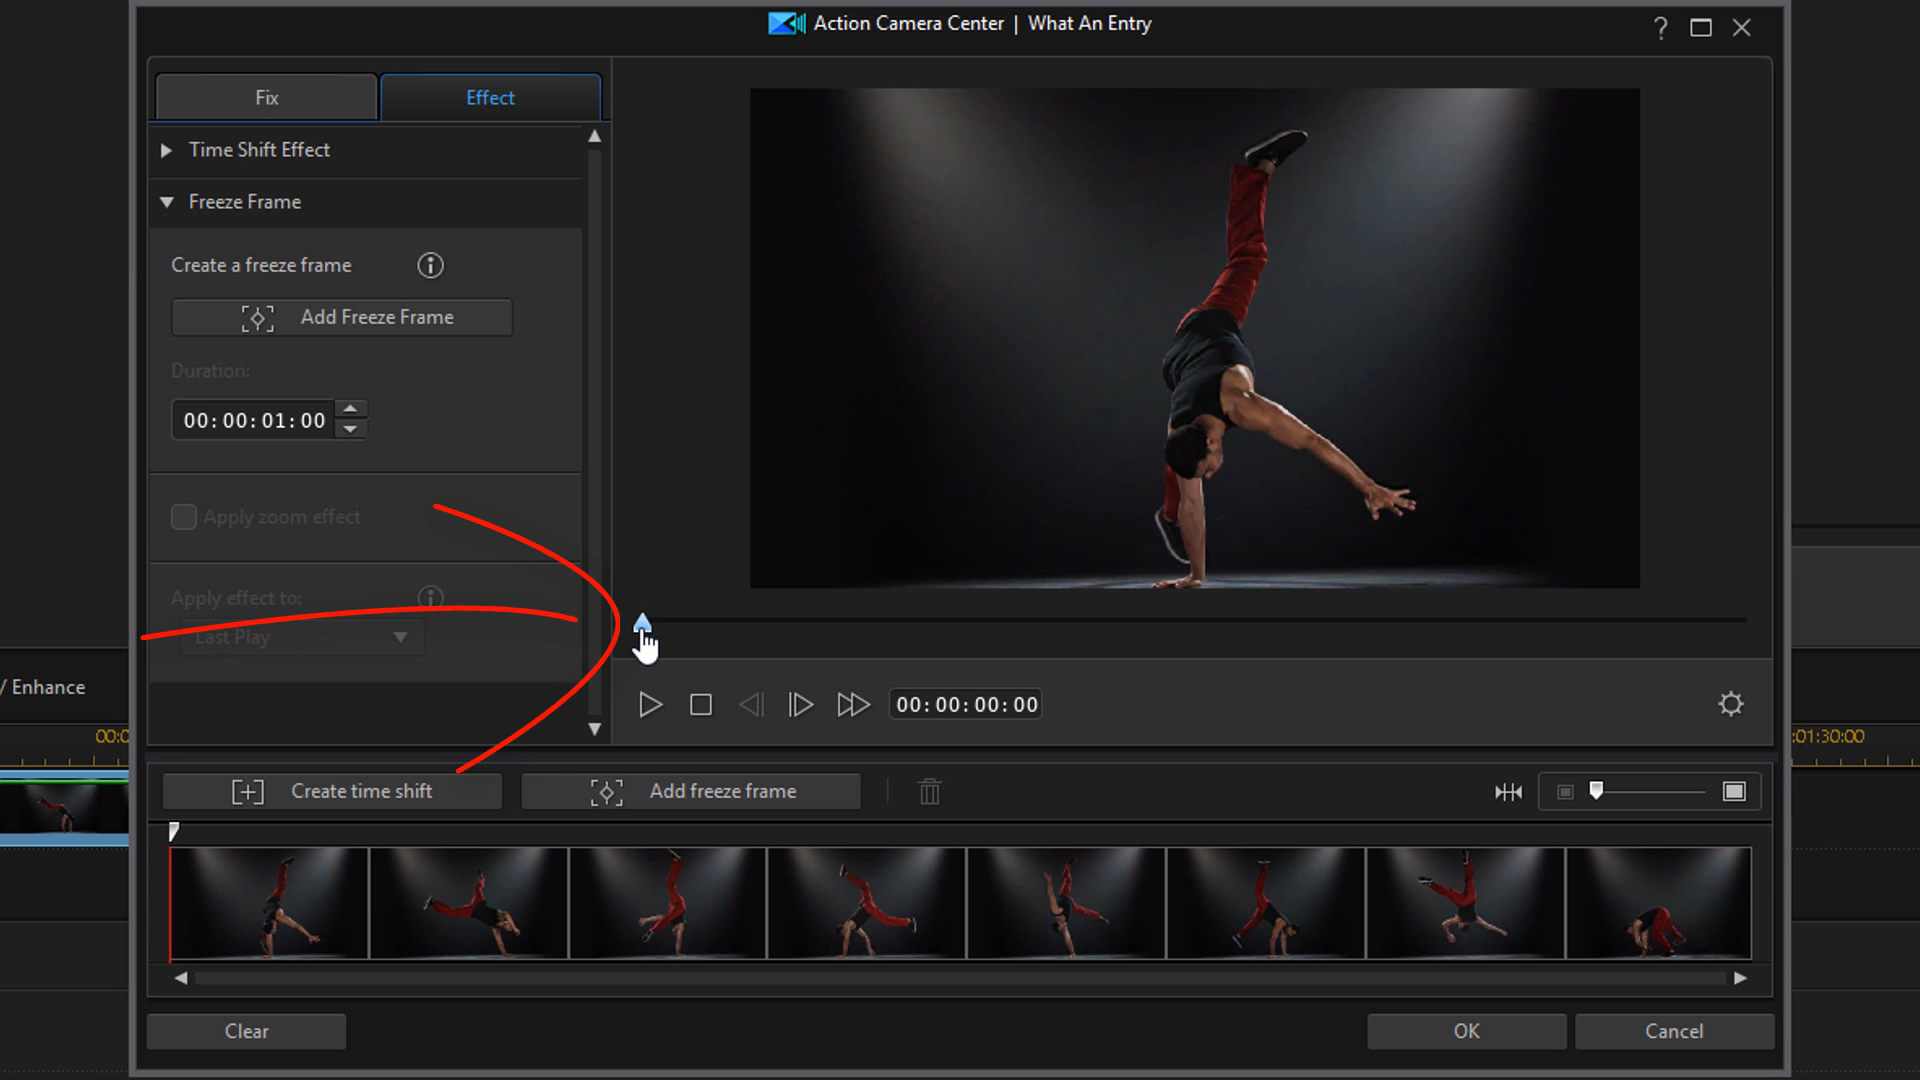 Action Camera Center | What An Entry
?
Fix
Effect
Time Shift Effect
Freeze Frame
Create a freeze frame
Add Freeze Frame
Duration:
00:00:01:00
Apply zoom effect
Apply effect to:
Last Play
/ Enhance
00:00:00:00
00:0
:01:30:00
Create time shift
Add freeze frame
Clear
OK
Cancel